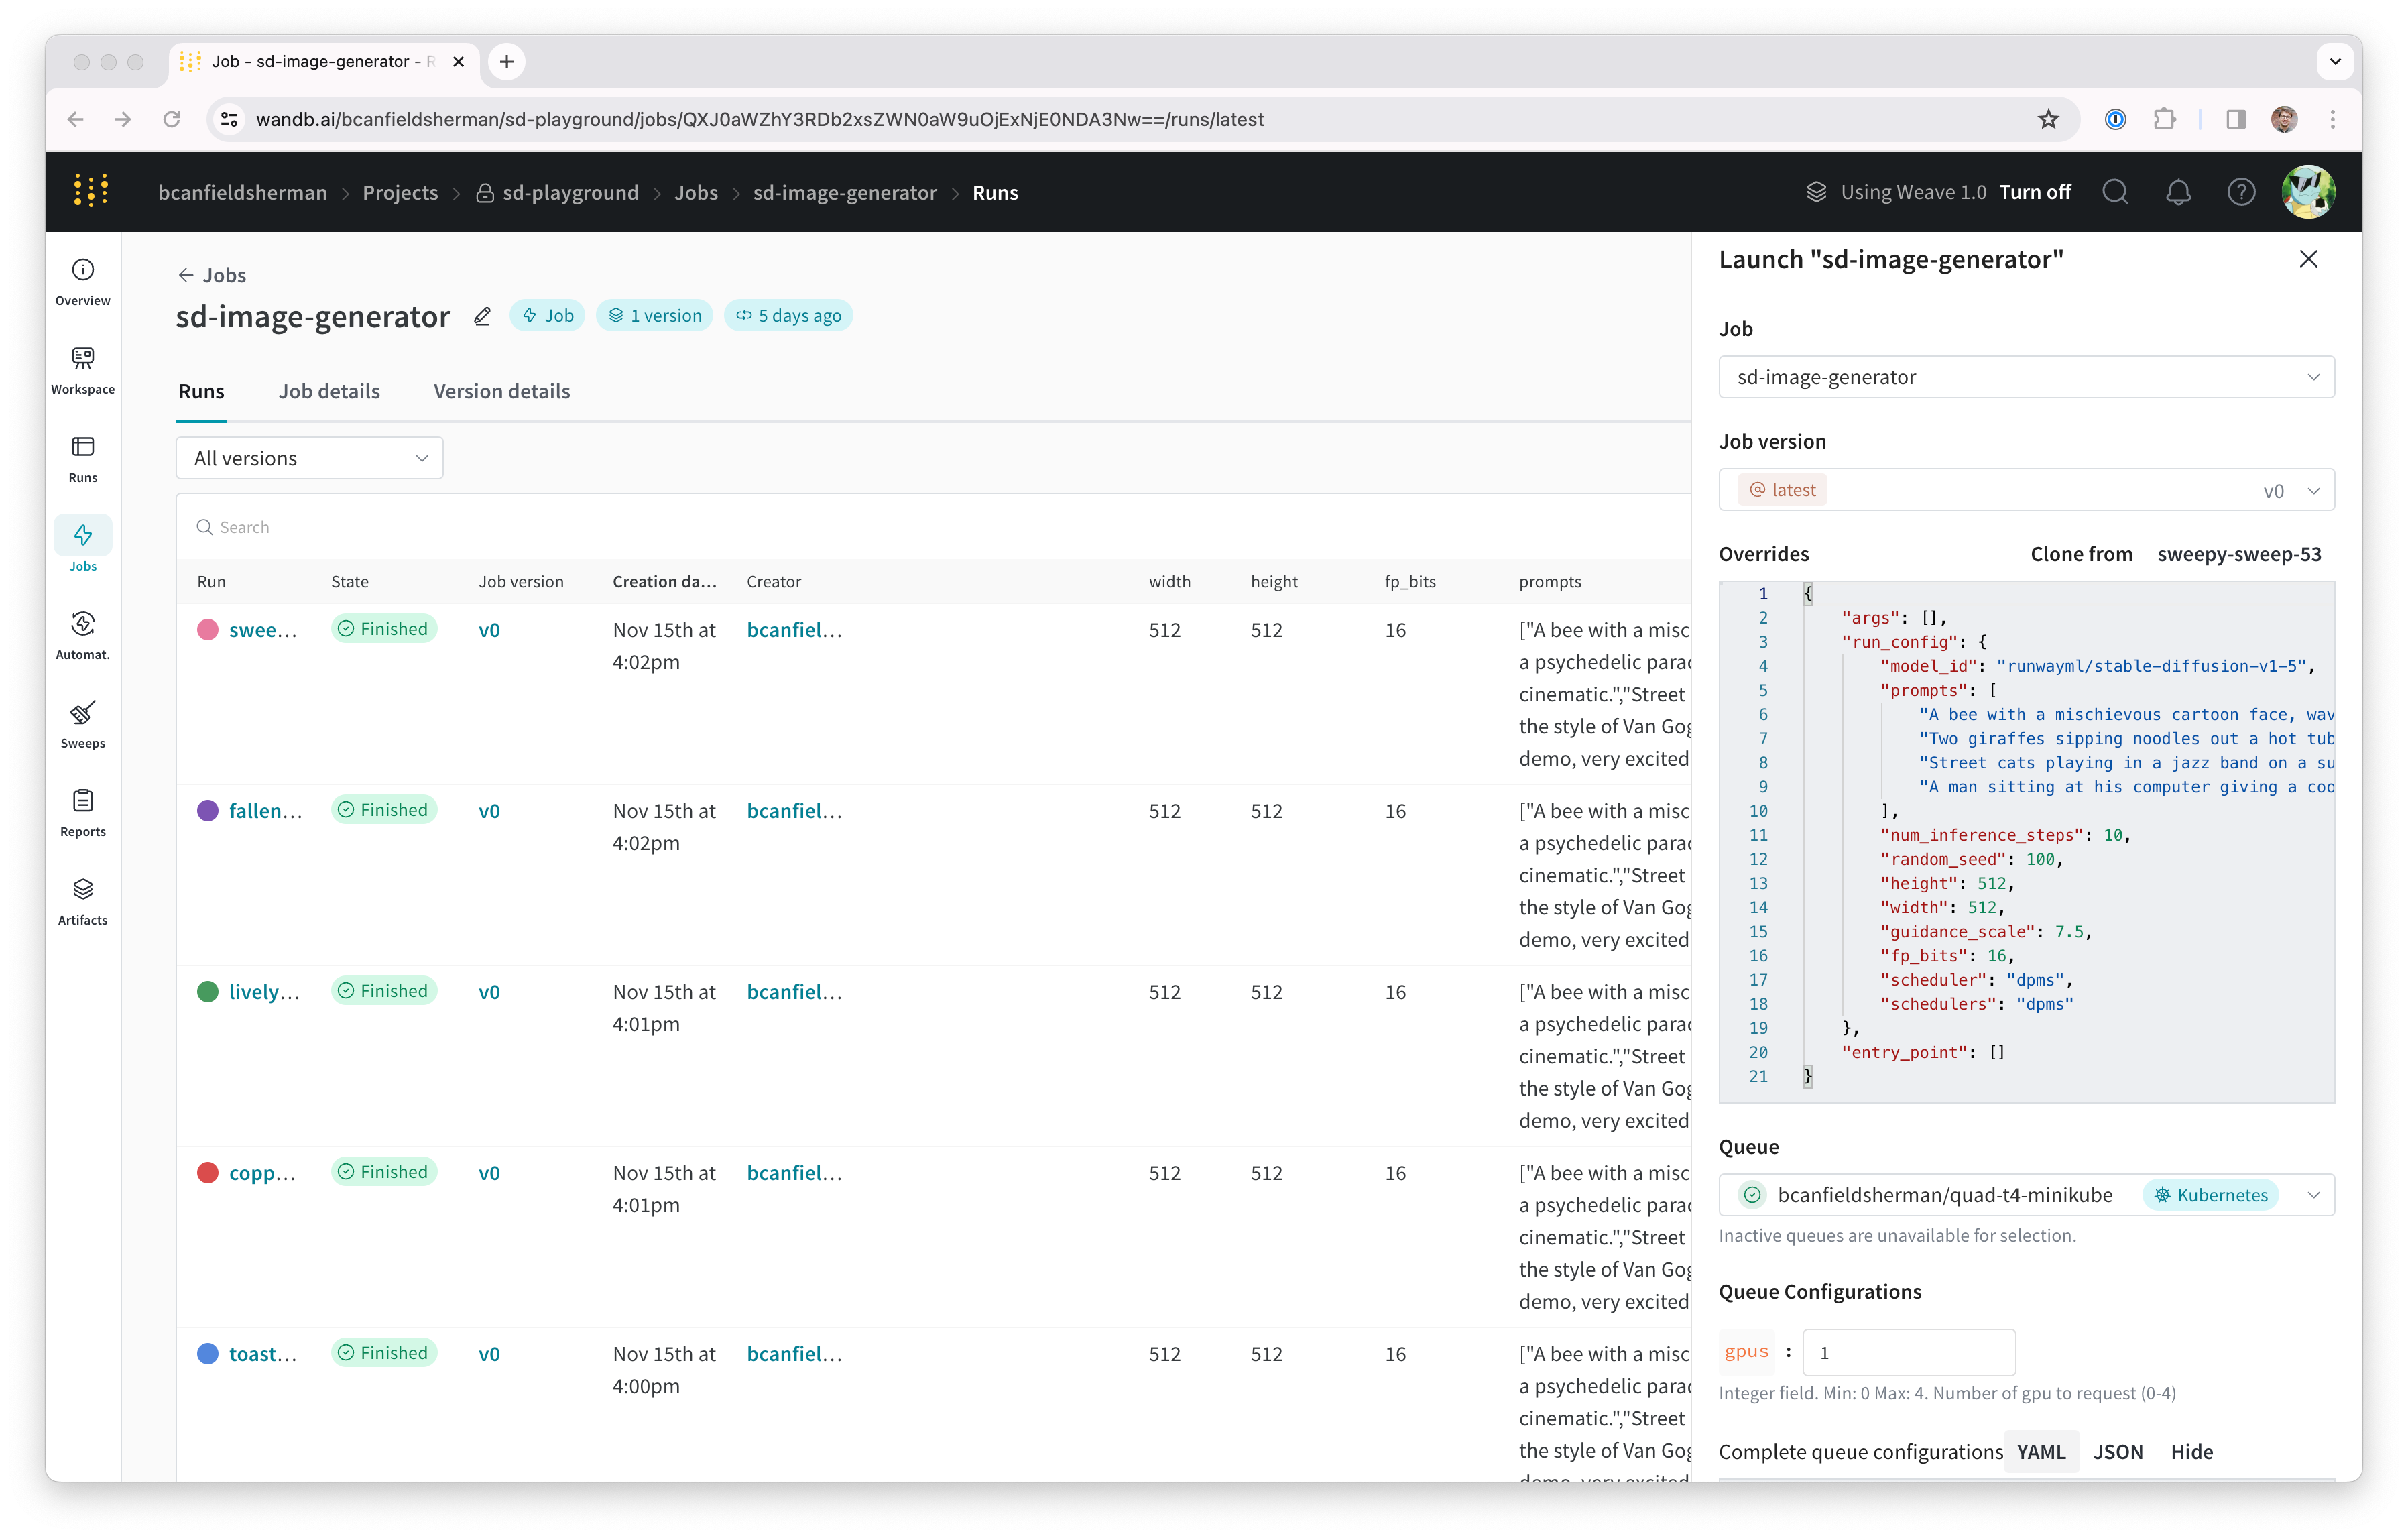 Job - sd-image-generator - R
wandb.ai/bcanfieldsherman/sd-playground/jobs/QXJ0aWZhY3RDb2xsZWN0aW9uOjExNjE0NDA3Nw==/runs/latest
bcanfieldsherman > Projects > sd-playground > Jobs > sd-image-generator > Runs
Using Weave 1.0 Turn off
Overview
Workspace
Runs
Jobs
Automat.
Sweeps
Reports
Artifacts
Jobs
sd-image-generator
Job
1 version
5 days ago
Runs Job details Version details
All versions
Search
Run State Job version Creation da... Creator width height fp_bits prompts
swee... Finished v0 Nov 15th at bcanfiel... 512 512 16 ["A bee with a misc
4:02pm a psychedelic parad
cinematic.","Street
the style of Van Gog
demo, very excited
fallen... Finished v0 Nov 15th at bcanfiel... 512 512 16 ["A bee with a misc
4:02pm a psychedelic parad
cinematic.","Street
the style of Van Gog
demo, very excited
lively... Finished v0 Nov 15th at bcanfiel... 512 512 16 ["A bee with a misc
4:01pm a psychedelic parad
cinematic.","Street
the style of Van Gog
demo, very excited
copp... Finished v0 Nov 15th at bcanfiel... 512 512 16 ["A bee with a misc
4:01pm a psychedelic parad
cinematic.","Street
the style of Van Gog
demo, very excited
toast... Finished v0 Nov 15th at bcanfiel... 512 512 16 ["A bee with a misc
4:00pm a psychedelic parad
cinematic.","Street
the style of Van Gog
demo, very excited
Launch "sd-image-generator"
Job
sd-image-generator
Job version
@ latest v0
Overrides Clone from sweepy-sweep-53
1 {
2 "args": [],
3 "run_config": {
4 "model_id": "runwayml/stable-diffusion-v1-5",
5 "prompts": [
6 "A bee with a mischievous cartoon face, wav
7 "Two giraffes sipping noodles out a hot tub
8 "Street cats playing in a jazz band on a su
9 "A man sitting at his computer giving a coo
10 ],
11 "num_inference_steps": 10,
12 "random_seed": 100,
13 "height": 512,
14 "width": 512,
15 "guidance_scale": 7.5,
16 "fp_bits": 16,
17 "scheduler": "dpms",
18 "schedulers": "dpms"
19 },
20 "entry_point": []
21 }
Queue
bcanfieldsherman/quad-t4-minikube Kubernetes
Inactive queues are unavailable for selection.
Queue Configurations
gpus : 1
Integer field. Min: 0 Max: 4. Number of gpu to request (0-4)
Complete queue configurations YAML JSON Hide